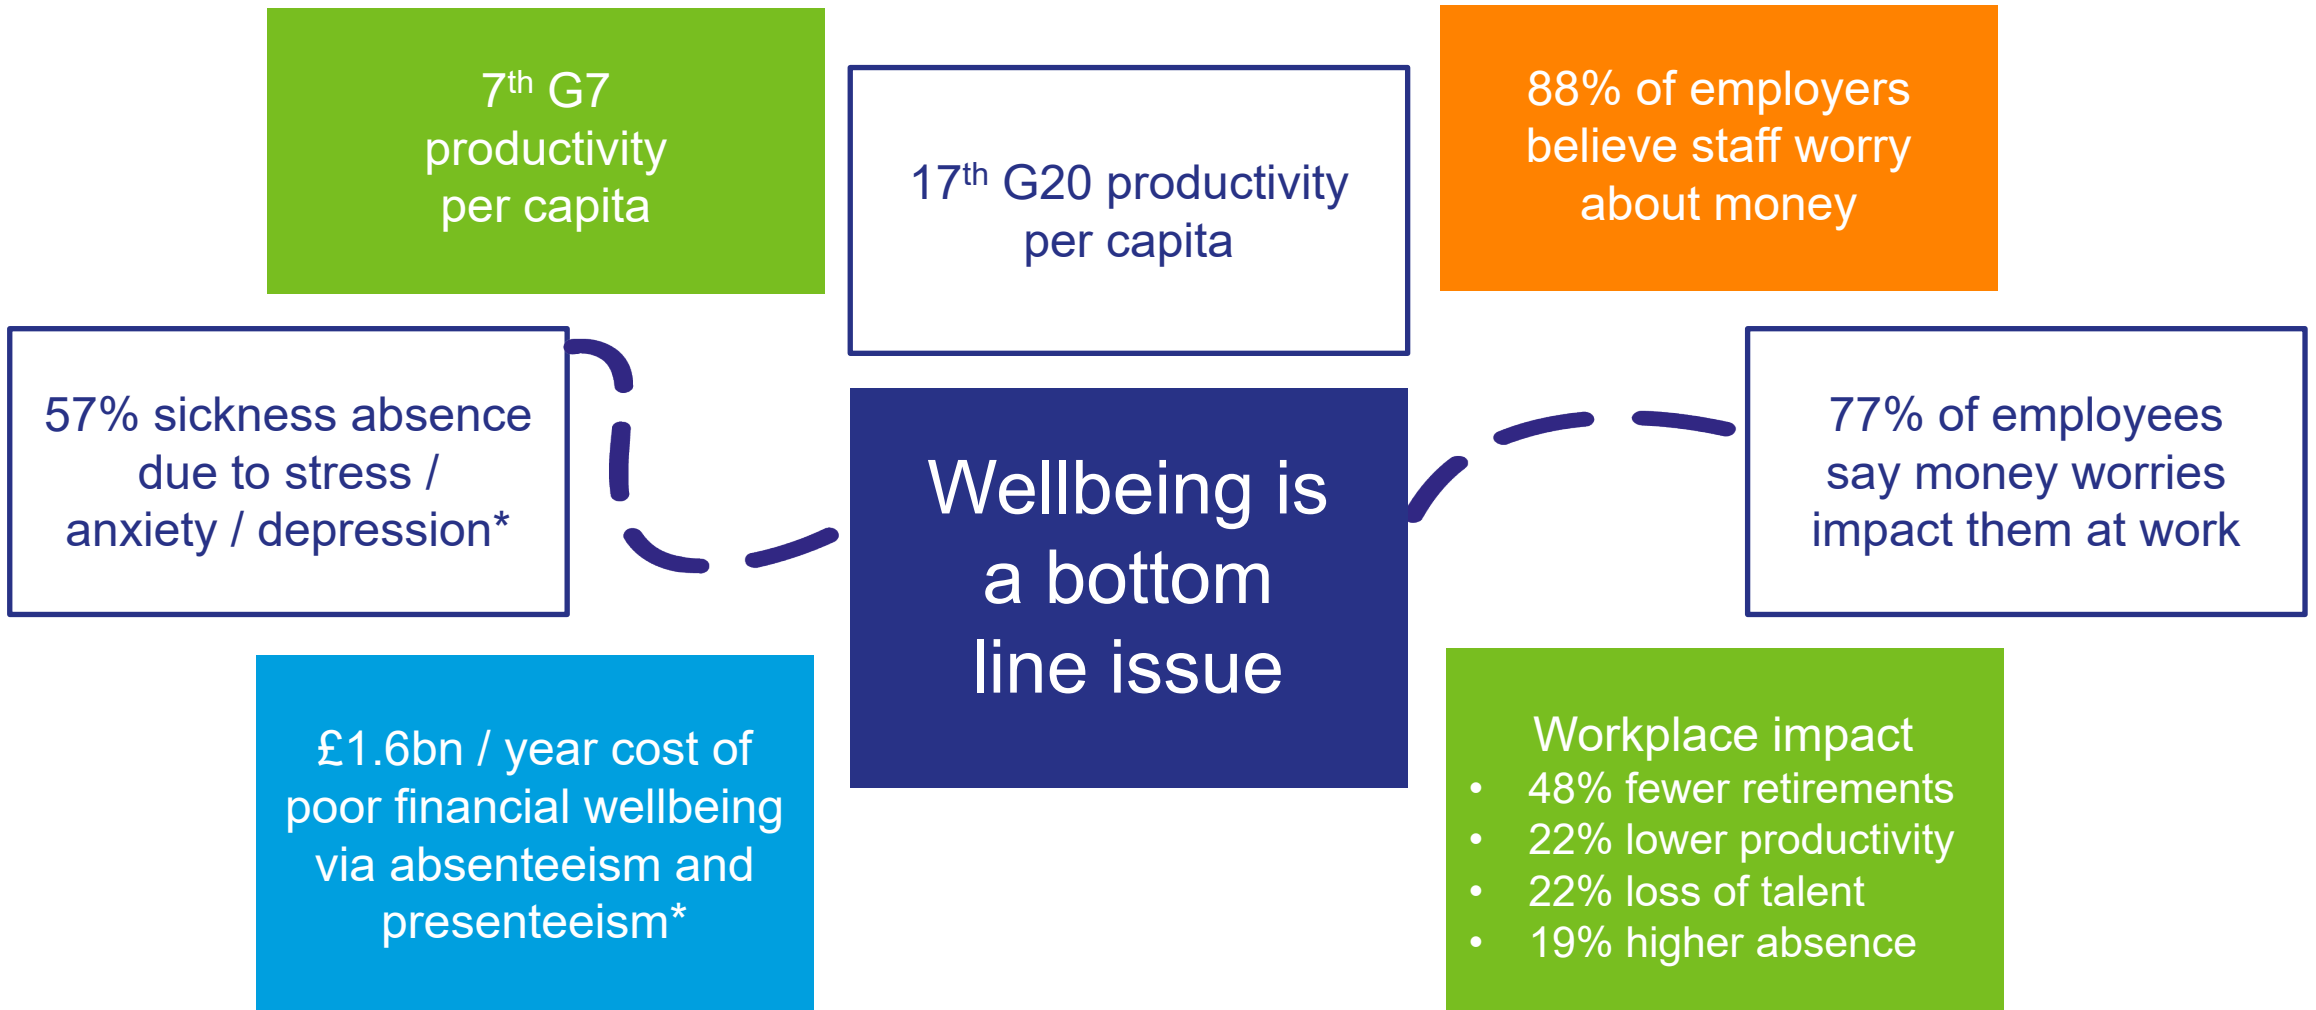 7th G7
productivity
per capita
17th G20 productivity
per capita
88% of employers
believe staff worry
about money
57% sickness absence
due to stress /
anxiety / depression*
Wellbeing is
a bottom
line issue
77% of employees
say money worries
impact them at work
£1.6bn / year cost of
poor financial wellbeing
via absenteeism and
presenteeism*
Workplace impact
• 48% fewer retirements
• 22% lower productivity
• 22% loss of talent
• 19% higher absence